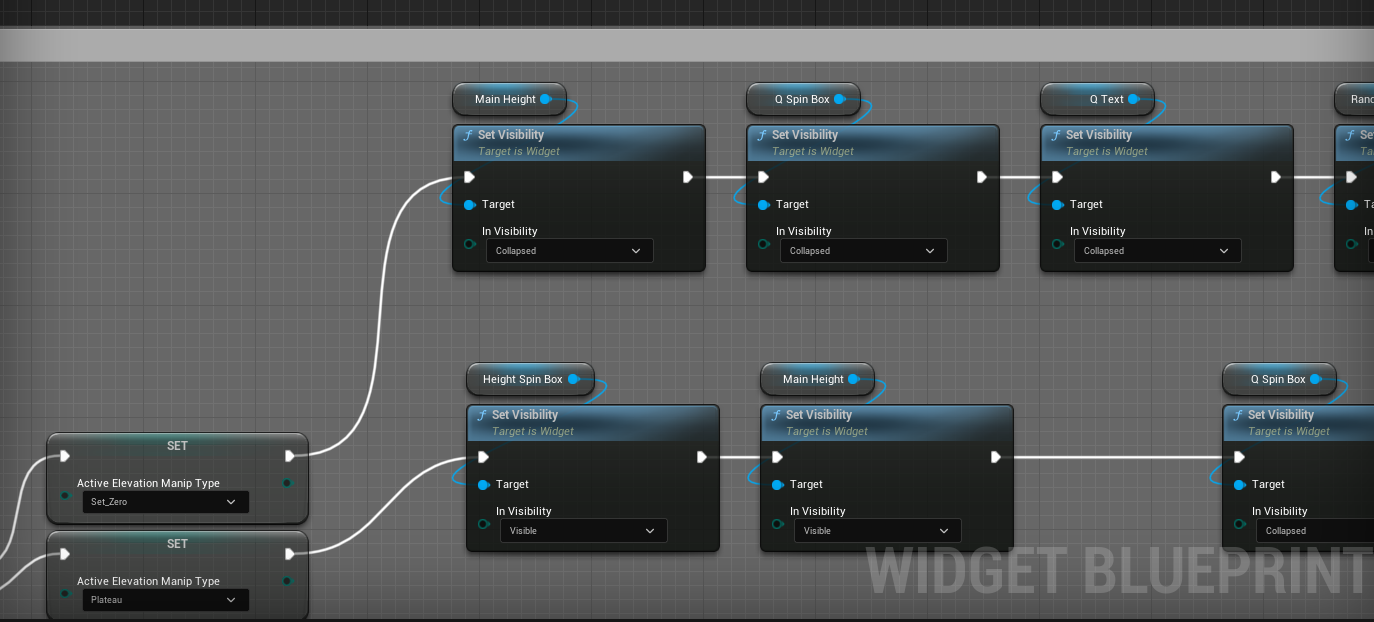 Main Height
Q Spin Box
Q Text
Set Visibility
Target is Widget
Target
In Visibility
Collapsed
Set Visibility
Target is Widget
Target
In Visibility
Collapsed
Set Visibility
Target is Widget
Target
In Visibility
Collapsed
In
Height Spin Box
Main Height
Q Spin Box
Set Visibility
Target is Widget
Target
In Visibility
Visible
Set Visibility
Target is Widget
Target
In Visibility
Visible
Set Visibility
Target is Widget
Target
In Visibility
Collapsed
SET
Active Elevation Manip Type
Set_Zero
SET
Active Elevation Manip Type
Plateau
WIDGET BLUEPRINT